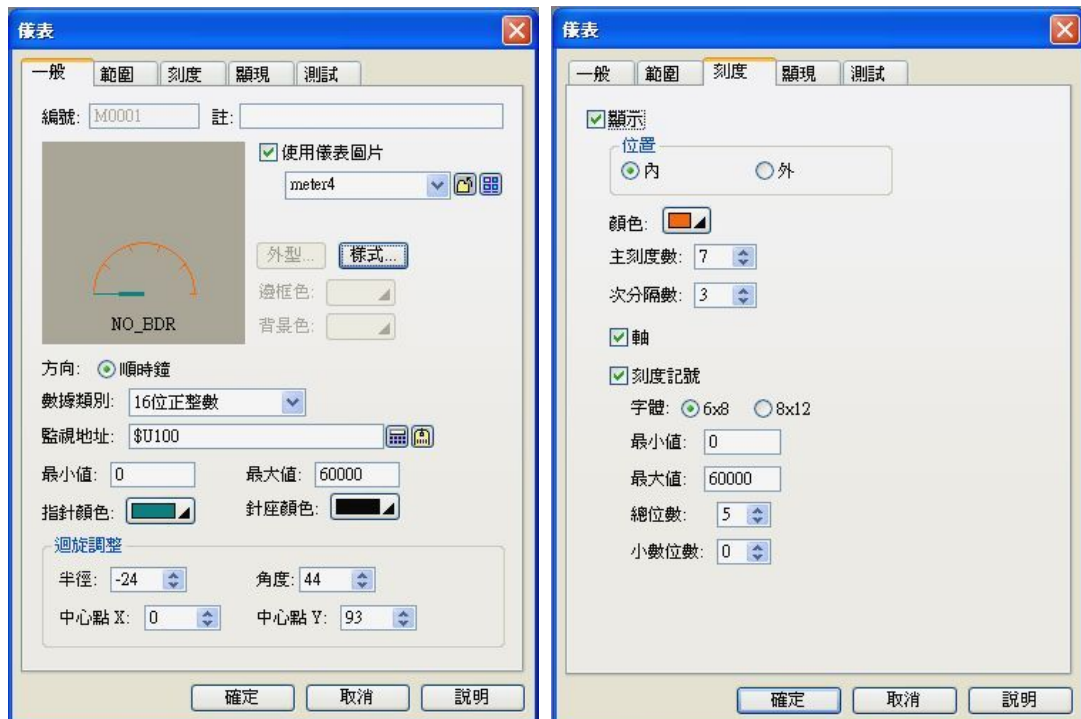 儀表
一般 範圍 刻度 顯現 測試
編號: M0001 註:
使用儀表圖片
meter4
外型... 樣式...
邊框色:
背景色:
NO_BDR
方向: 順時鐘
數據類別: 16位正整數
監視地址: $U100
最小值: 0 最大值: 60000
指針顏色: 針座顏色:
迴旋調整
半徑: -24 角度: 44
中心點 X: 0 中心點 Y: 93
確定 取消 說明
儀表
一般 範圍 刻度 顯現 測試
顯示
位置
內 外
顏色:
主刻度數: 7
次分隔數: 3
軸
刻度記號
字體: 6x8 8x12
最小值: 0
最大值: 60000
總位數: 5
小數位數: 0
確定 取消 說明